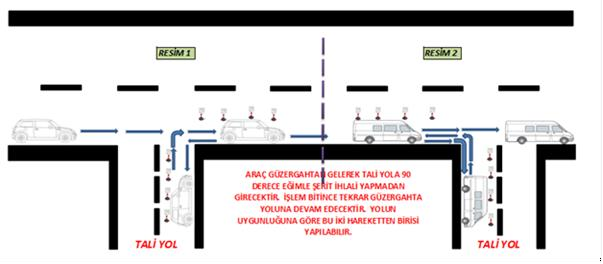 RESİM 1
RESİM 2
ARAÇ GÜZERGAHTAN GELEREK TALİ YOLA 90
DERECE EĞİMLE ŞERİT İHLALİ YAPMADAN
GİRECEKTİR. İŞLEM BİTİNCE TEKRAR GÜZERGAHTA
YOLUNA DEVAM EDECEKTİR. YOLUN
UYGUNLUĞUNA GÖRE BU İKİ HAREKETTEN BİRİSİ
YAPILABILIR.
TALİ YOL
TALİ YOL